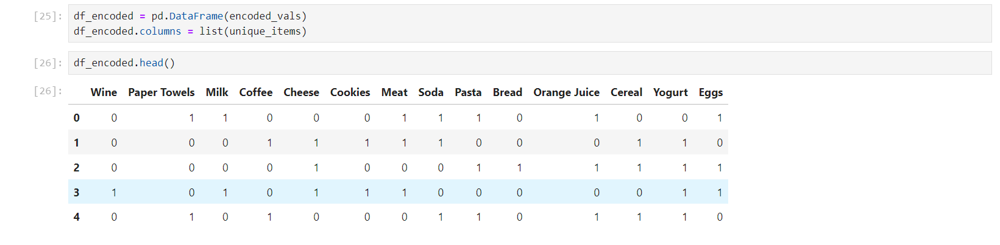 [25]: df_encoded = pd.DataFrame(encoded_vals)
df_encoded.columns = list(unique_items)
[26]: df_encoded.head()
[26]: Wine Paper Towels Milk Coffee Cheese Cookies Meat Soda Pasta Bread Orange Juice Cereal Yogurt Eggs
0 0 1 1 0 0 0 1 1 1 0 1 0 0 1
1 0 0 0 1 1 1 1 1 0 0 0 1 1 0
2 0 0 0 0 1 0 0 0 1 1 1 1 1 1
3 1 0 1 0 1 1 1 0 0 0 0 0 1 1
4 0 1 0 1 0 0 0 1 1 0 1 1 1 0